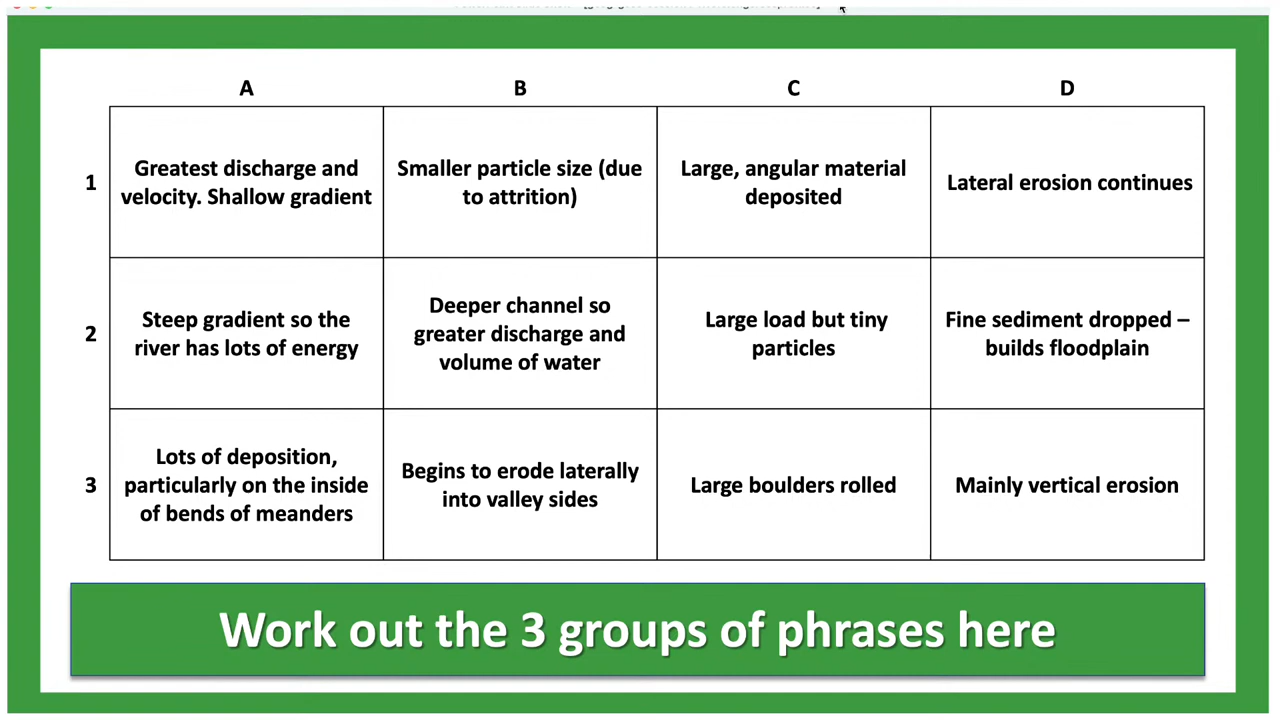 A B C D
1
Greatest discharge and
velocity. Shallow gradient
Smaller particle size (due
to attrition)
Large, angular material
deposited
Lateral erosion continues
2
Steep gradient so the
river has lots of energy
Deeper channel so
greater discharge and
volume of water
Large load but tiny
particles
Fine sediment dropped –
builds floodplain
3
Lots of deposition,
particularly on the inside
of bends of meanders
Begins to erode laterally
into valley sides
Large boulders rolled
Mainly vertical erosion
Work out the 3 groups of phrases here